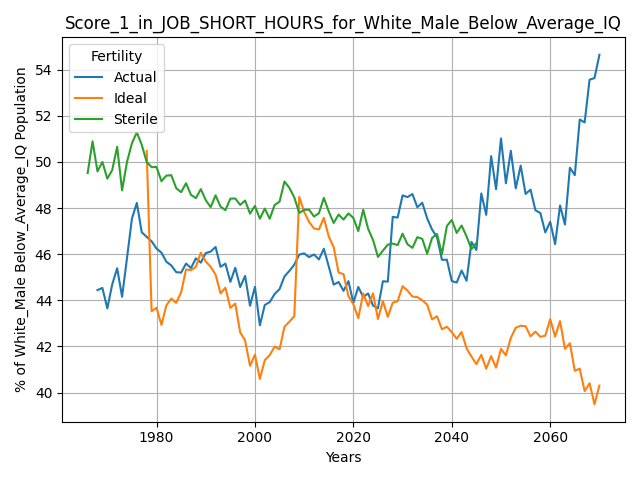 Score_1_in_JOB_SHORT_HOURS_for_White_Male_Below_Average_IQ
Fertility
Actual
Ideal
Sterile
% of White_Male Below_Average_IQ Population
54
52
50
48
46
44
42
40
1980
2000
2020
2040
2060
Years